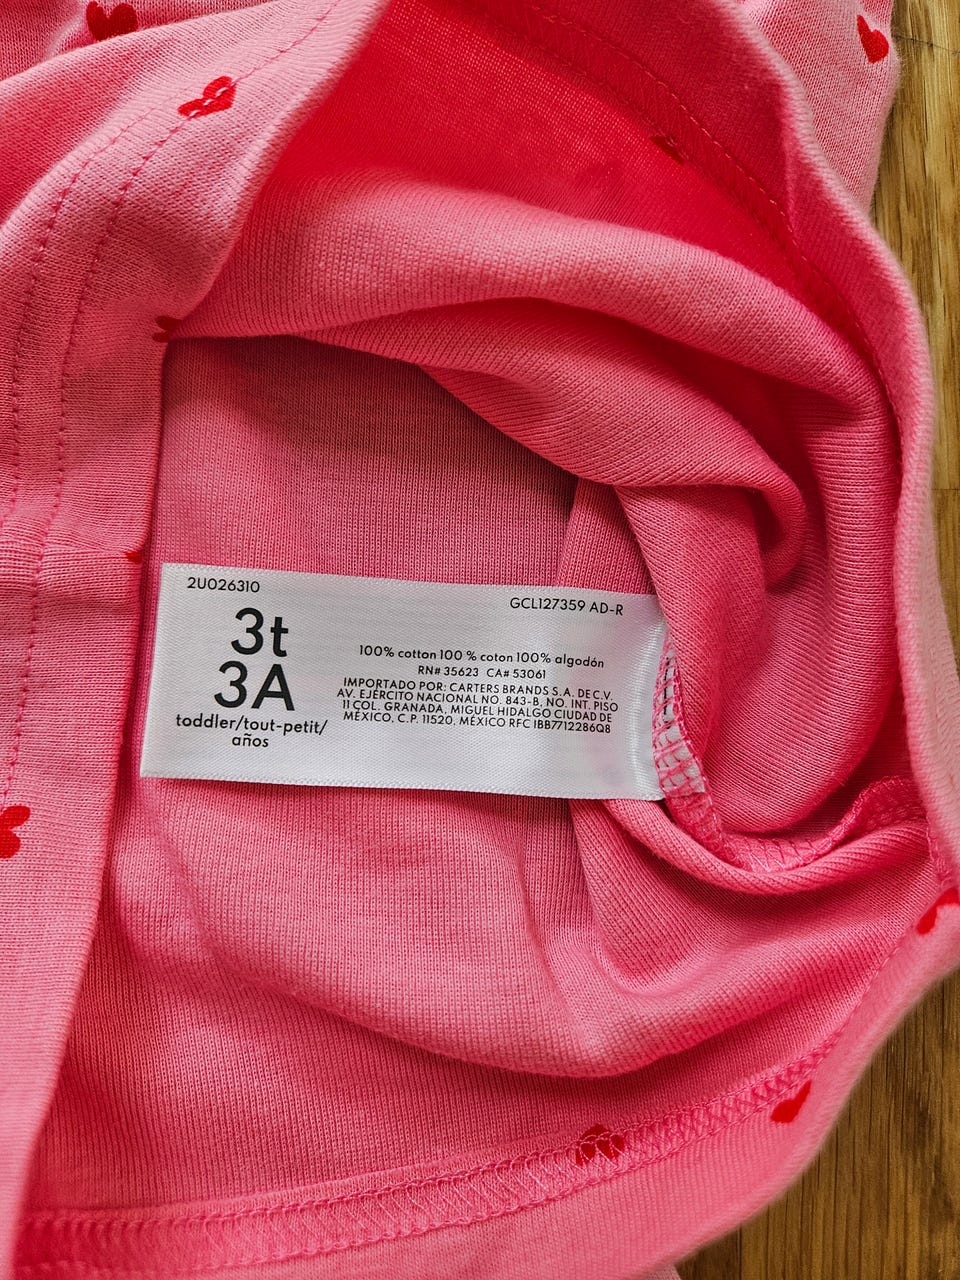 2U026310
GCL127359 AD-R
3t
3A
toddler/tout-petit/
años
100% cotton 100 % coton 100% algodón
RN# 35623 CA# 53061
IMPORTADO POR: CARTERS BRANDS S.A. DE C.V.
AV. EJÉRCITO NACIONAL NO. 843-B, NO. INT. PISO
11 COL. GRANADA, MIGUEL HIDALGO CIUDAD DE
MÉXICO, C.P. 11520, MÉXICO RFC IBB7712286Q8